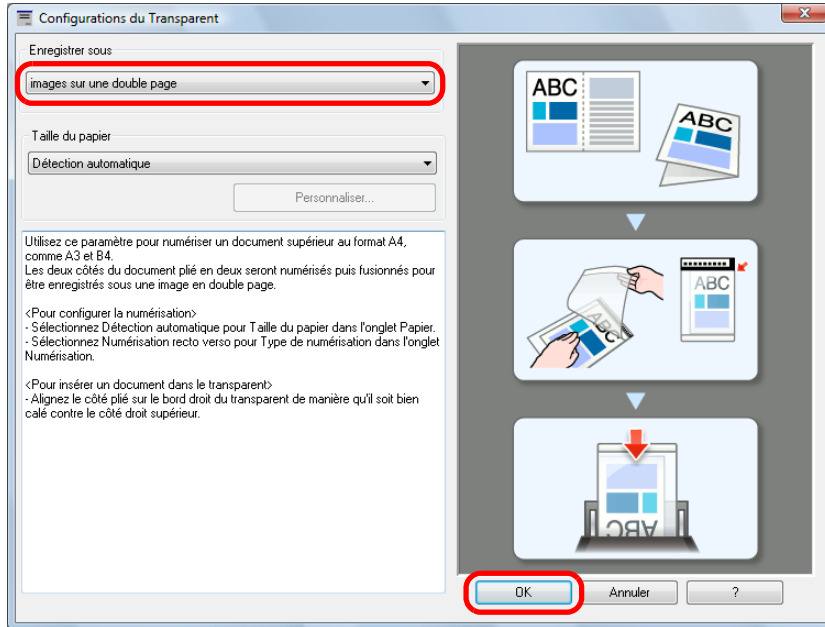 Configurations du Transparent
Enregistrer sous
images sur une double page
Taille du papier
Détection automatique
Personnaliser...
Utilisez ce paramètre pour numériser un document supérieur au format A4,
comme A3 et B4.
Les deux côtés du document plié en deux seront numérisés puis fusionnés pour
être enregistrés sous une image en double page.
<Pour configurer la numérisation>
- Sélectionnez Détection automatique pour Taille du papier dans l'onglet Papier.
- Sélectionnez Numérisation recto verso pour Type de numérisation dans l'onglet
Numérisation.
<Pour insérer un document dans le transparent>
- Alignez le côté plié sur le bord droit du transparent de manière qu'il soit bien
calé contre le côté droit supérieur.
ABC
ABC
ABC
ABC
ABC
OK
Annuler
?